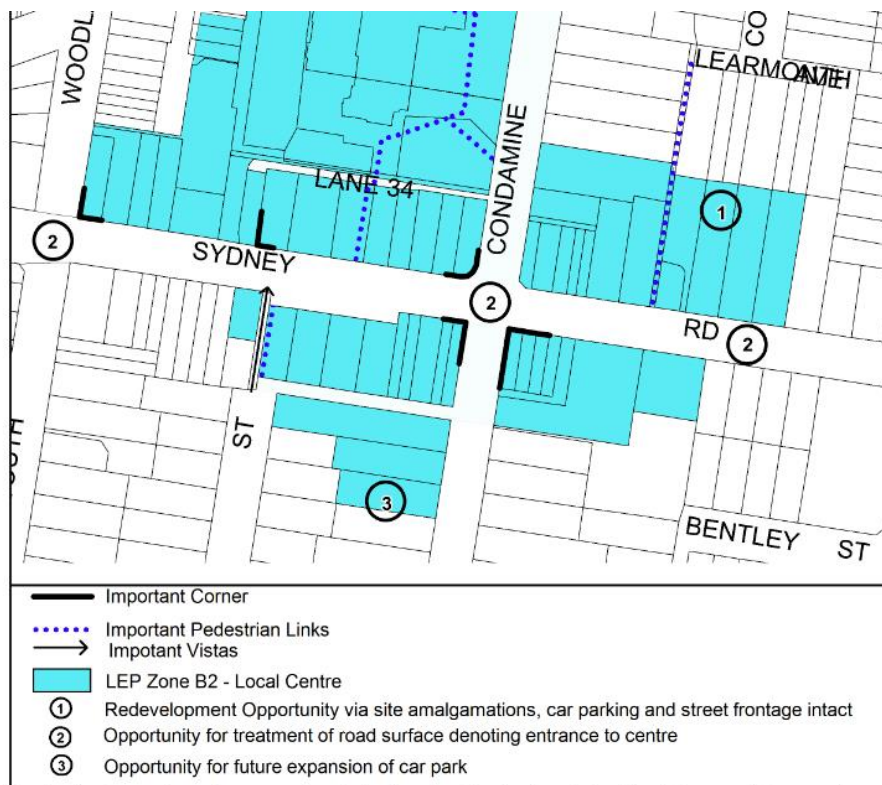 WOODL
CO
LEARMONTH
AVE
CONDAMINE
LANE 34
1
2
SYDNEY
2
RD
2
ST
3
BENTLEY ST
Important Corner
Important Pedestrian Links
Impotant Vistas
LEP Zone B2 - Local Centre
1 Redevelopment Opportunity via site amalgamations, car parking and street frontage intact
2 Opportunity for treatment of road surface denoting entrance to centre
3 Opportunity for future expansion of car park